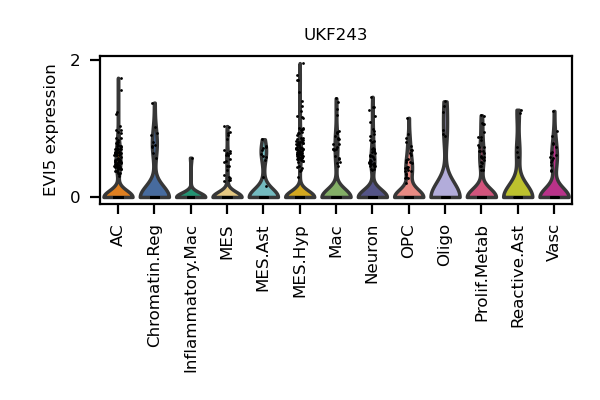 UKF243
EVI5 expression
2
0
AC
Chromatin.Reg
Inflammatory.Mac
MES
MES.Ast
MES.Hyp
Mac
Neuron
OPC
Oligo
Prolif.Metab
Reactive.Ast
Vasc